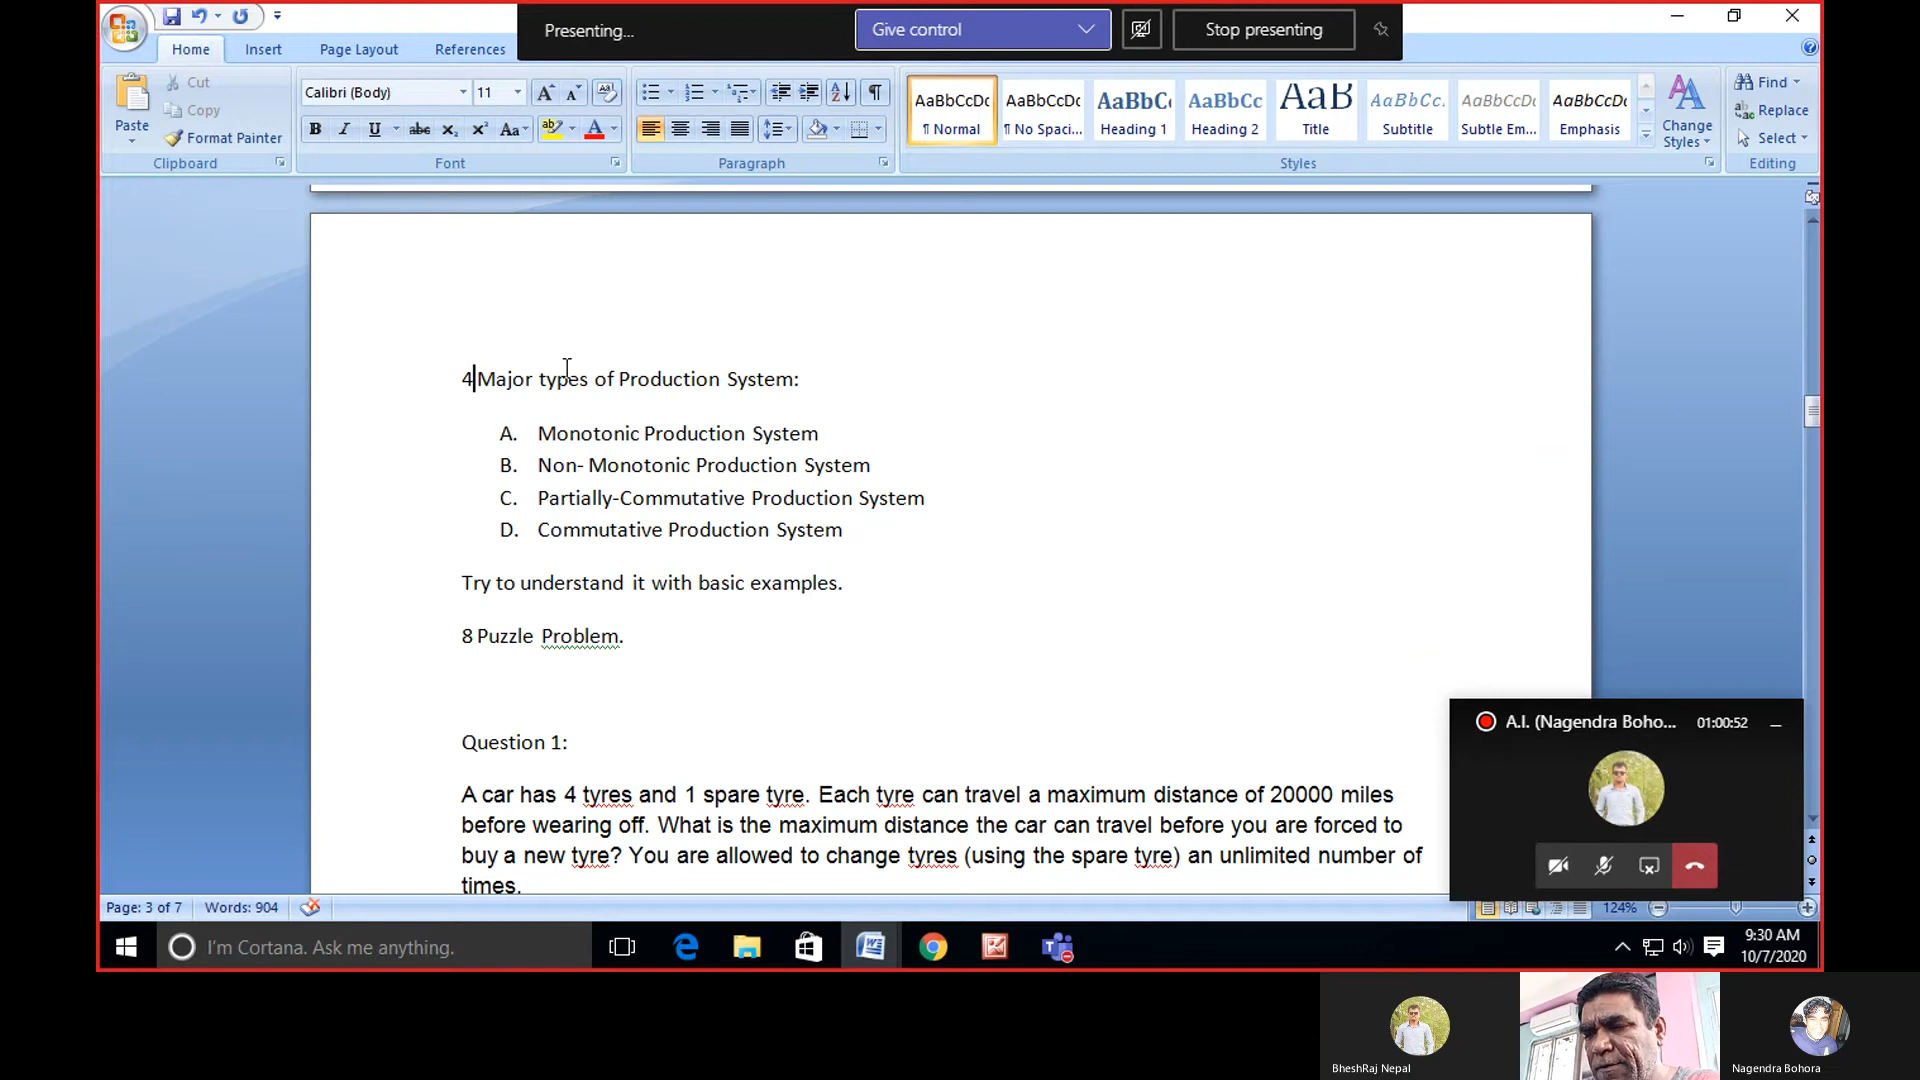 Presenting...
Give control
Stop presenting
Home
Insert
Page Layout
References
Paste
Cut
Copy
Format Painter
Clipboard
Calibri (Body)
11
Font
Paragraph
AaBbCcDc
¶ Normal
AaBbCcDc
¶ No Spaci...
AaBbC
Heading 1
AaBbCc
Heading 2
AaB
Title
AaBbCc.
Subtitle
AaBbCcDc
Subtle Em...
AaBbCcDc
Emphasis
Change
Styles
Styles
Find
Replace
Select
Editing
4 Major types of Production System:
A. Monotonic Production System
B. Non- Monotonic Production System
C. Partially-Commutative Production System
D. Commutative Production System
Try to understand it with basic examples.
8 Puzzle Problem.
Question 1:
A car has 4 tyres and 1 spare tyre. Each tyre can travel a maximum distance of 20000 miles
before wearing off. What is the maximum distance the car can travel before you are forced to
buy a new tyre? You are allowed to change tyres (using the spare tyre) an unlimited number of
times.
A.I. (Nagendra Boho...
01:00:52
Page: 3 of 7
Words: 904
124%
I'm Cortana. Ask me anything.
9:30 AM
10/7/2020
BheshRaj Nepal
Nagendra Bohora